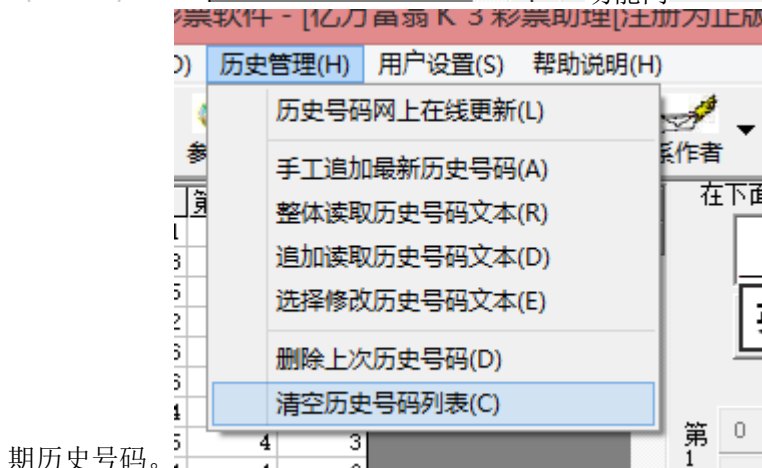 彩票软件 - [亿万富翁K 3彩票助理[注册为正版
历史管理(H) 用户设置(S) 帮助说明(H)
历史号码网上在线更新(L)
系作者
手工追加最新历史号码(A)
在下面
整体读取历史号码文本(R)
追加读取历史号码文本(D)
选择修改历史号码文本(E)
删除上次历史号码(D)
清空历史号码列表(C)
第 0
1
4 3
期历史号码。